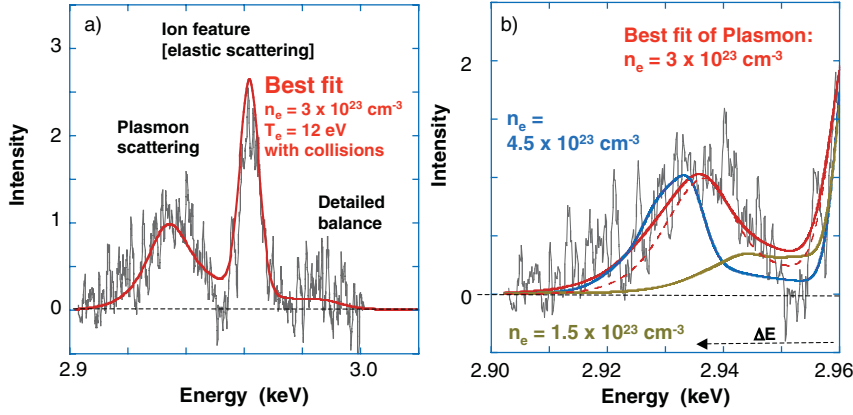 a)
Ion feature
[elastic scattering]
Best fit
n_e = 3 x 10^23 cm^-3
T_e = 12 eV
with collisions
Plasmon
scattering
Detailed
balance
3
2
1
0
Intensity
2.9
3.0
Energy (keV)
b)
Best fit of Plasmon:
n_e = 3 x 10^23 cm^-3
n_e =
4.5 x 10^23 cm^-3
n_e = 1.5 x 10^23 cm^-3
ΔE
2
0
Intensity
2.90
2.92
2.94
2.96
Energy (keV)